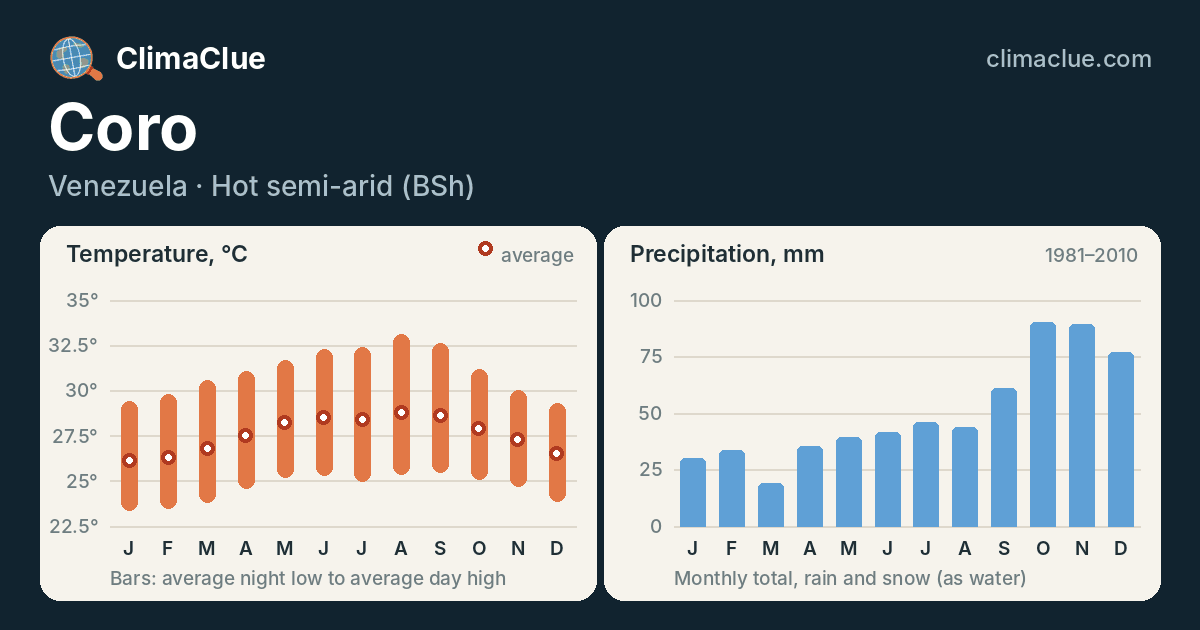 ClimaClue
climaclue.com
Coro
Venezuela · Hot semi-arid (BSh)
Temperature, °C
average
35°
32.5°
30°
27.5°
25°
22.5°
J F M A M J J A S O N D
Bars: average night low to average day high
Precipitation, mm
1981–2010
100
75
50
25
0
J F M A M J J A S O N D
Monthly total, rain and snow (as water)